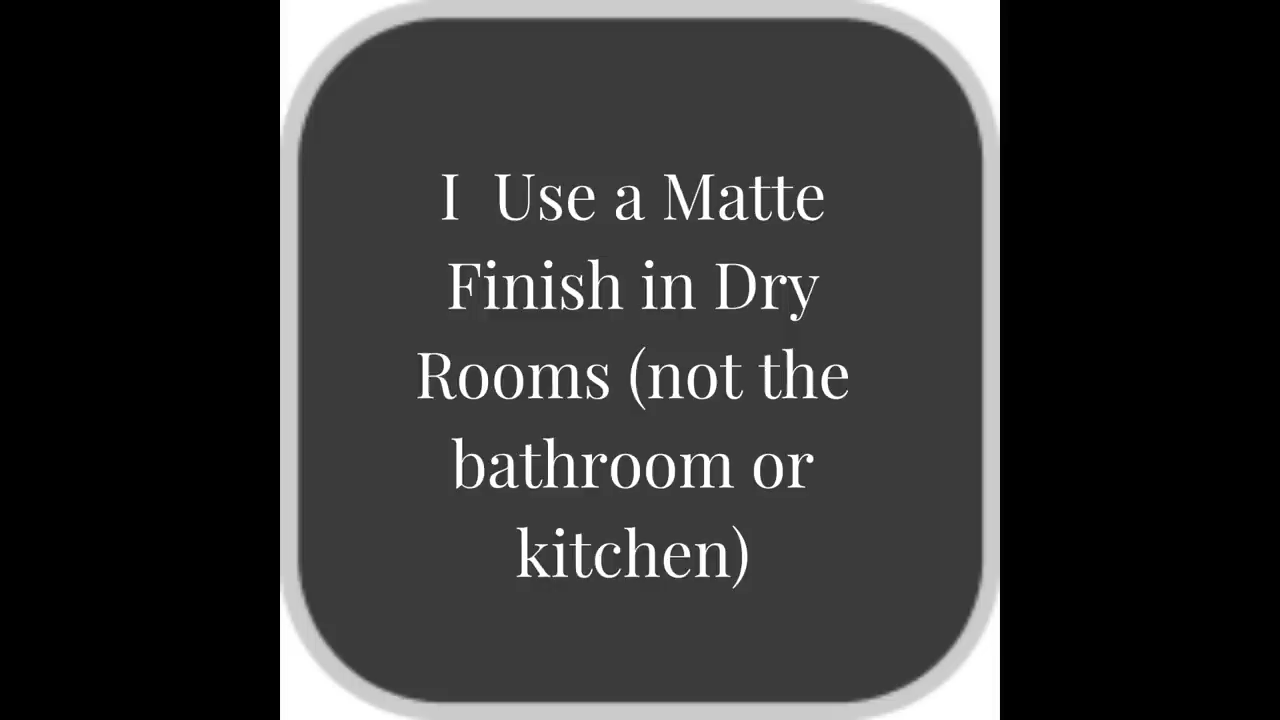 I  Use a Matte
Finish in Dry
Rooms (not the
bathroom or
kitchen)